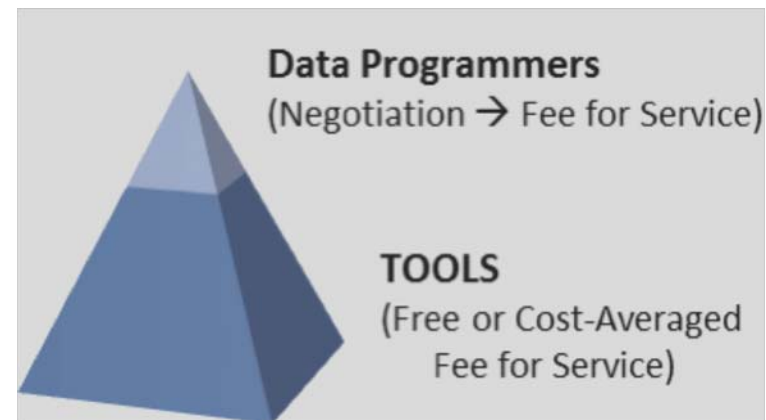 Data Programmers
(Negotiation → Fee for Service)
TOOLS
(Free or Cost-Averaged
Fee for Service)